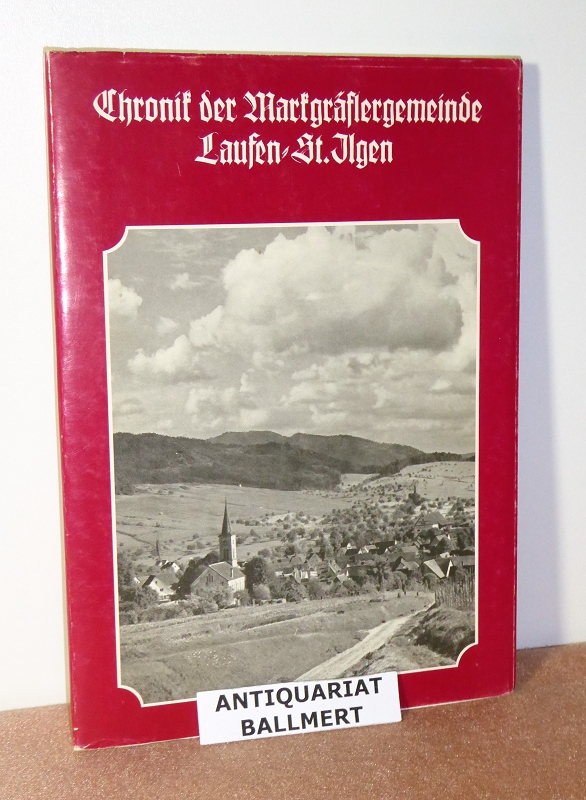 Chronik der Markgräflergemeinde
Laufen-St. Ilgen
ANTIQUARIAT
BALLMERT